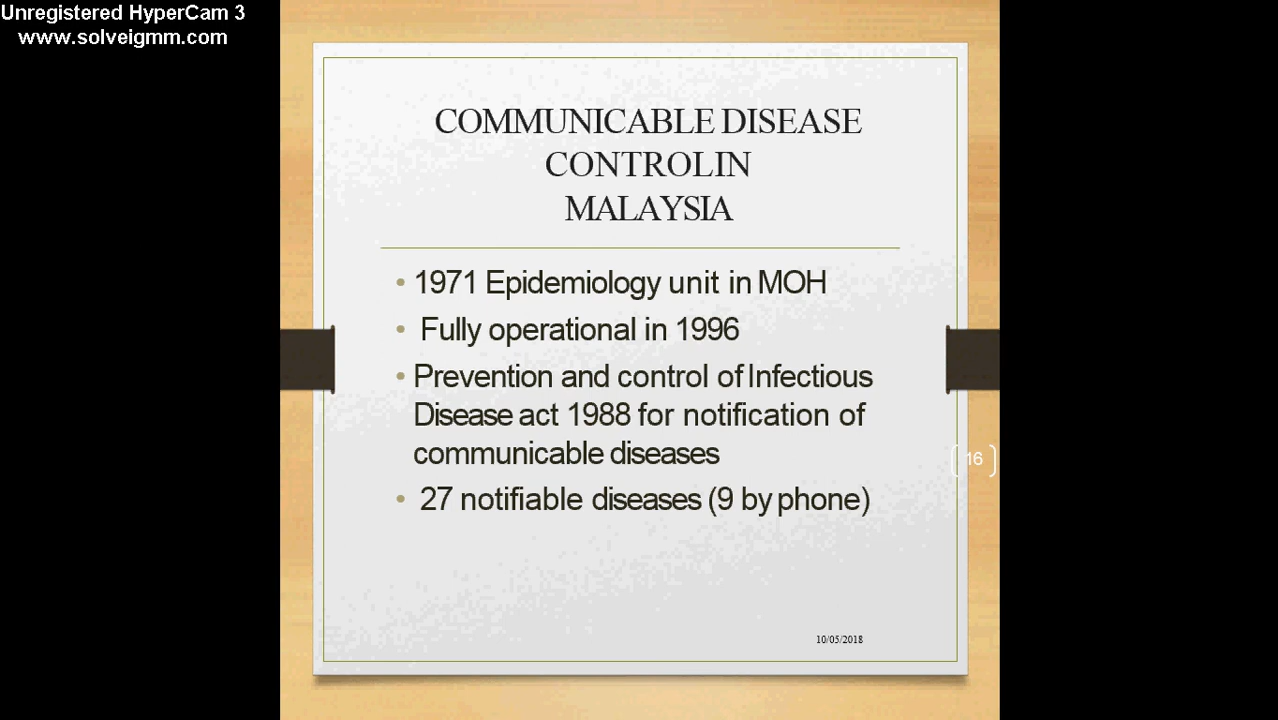 Unregistered HyperCam 3
www.solveigmm.com
COMMUNICABLE DISEASE
CONTROL IN
MALAYSIA
• 1971 Epidemiology unit in MOH
• Fully operational in 1996
• Prevention and control of Infectious
Disease act 1988 for notification of
communicable diseases
• 27 notifiable diseases (9 by phone)
16
10/05/2018